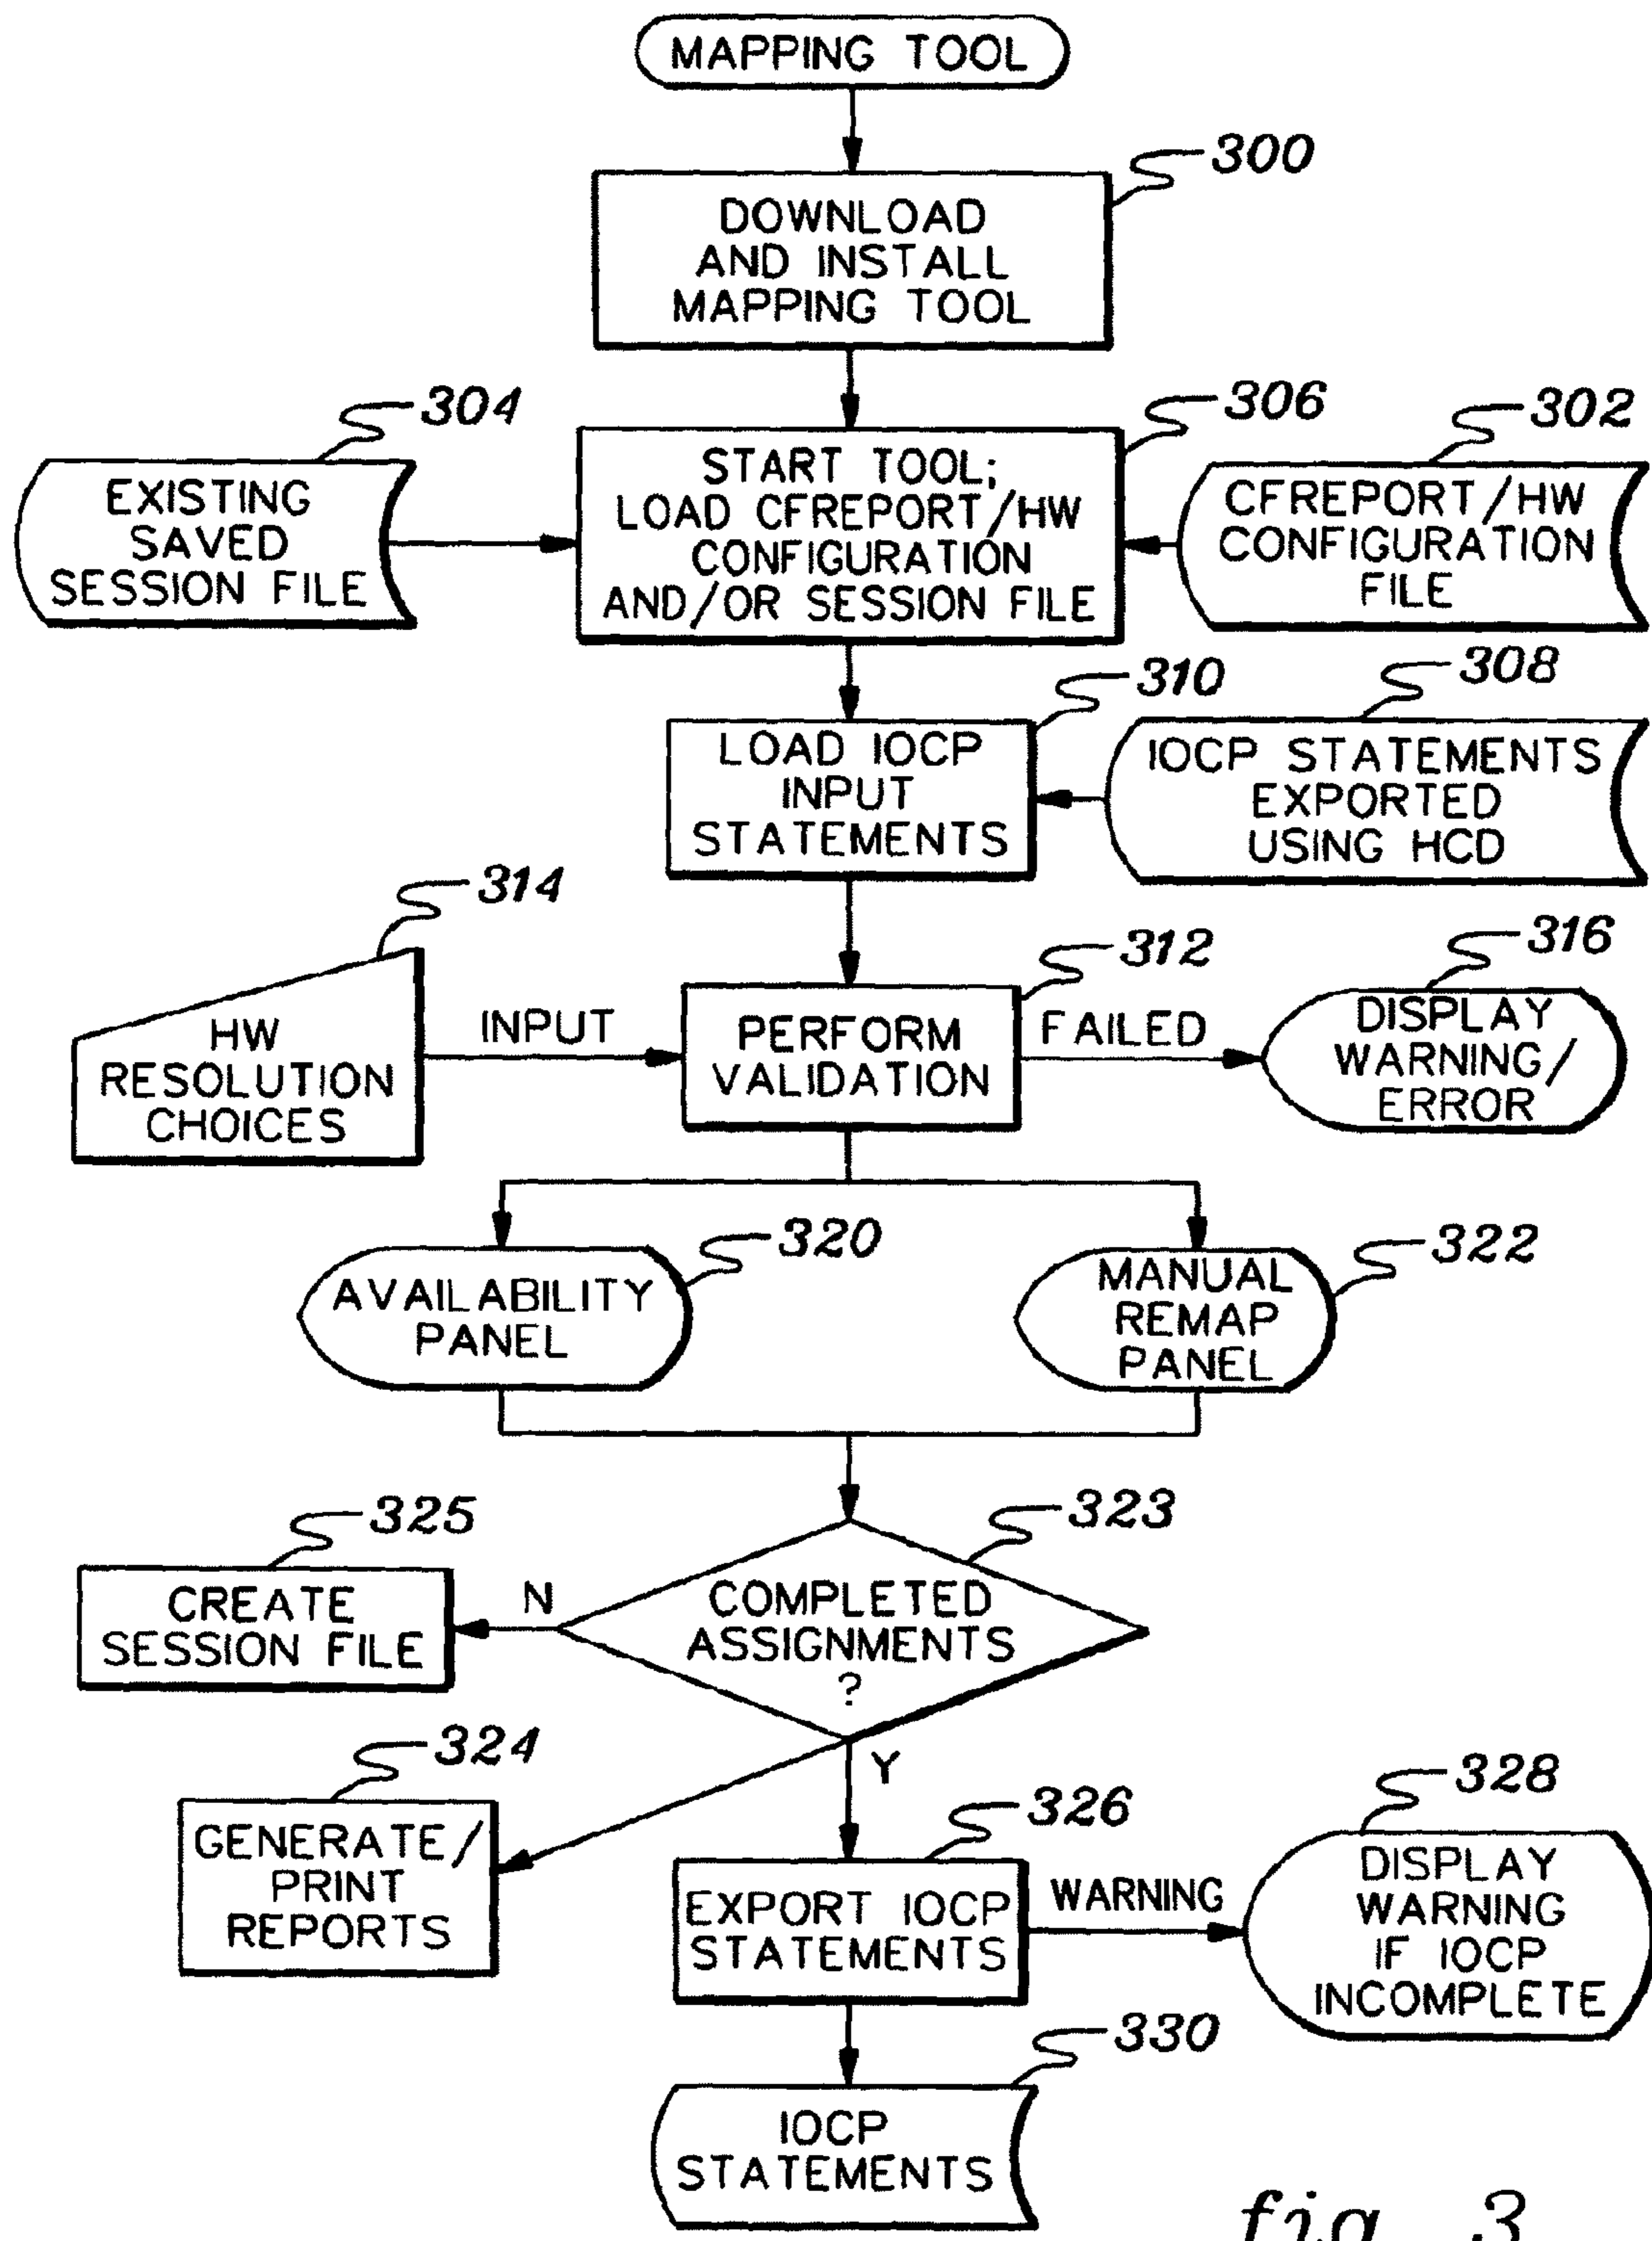 MAPPING TOOL
300
DOWNLOAD
AND INSTALL
MAPPING TOOL
304
EXISTING
SAVED
SESSION FILE
306
START TOOL;
LOAD CFREPORT/HW
CONFIGURATION
AND/OR SESSION FILE
302
CFREPORT/HW
CONFIGURATION
FILE
310
LOAD IOCP
INPUT
STATEMENTS
308
IOCP STATEMENTS
EXPORTED
USING HCD
314
HW
RESOLUTION
CHOICES
INPUT
312
PERFORM
VALIDATION
FAILED
316
DISPLAY
WARNING/
ERROR
320
AVAILABILITY
PANEL
322
MANUAL
REMAP
PANEL
323
COMPLETED
ASSIGNMENTS
?
N
325
CREATE
SESSION FILE
Y
324
GENERATE/
PRINT
REPORTS
326
EXPORT IOCP
STATEMENTS
WARNING
328
DISPLAY
WARNING
IF IOCP
INCOMPLETE
330
IOCP
STATEMENTS
fig. 3